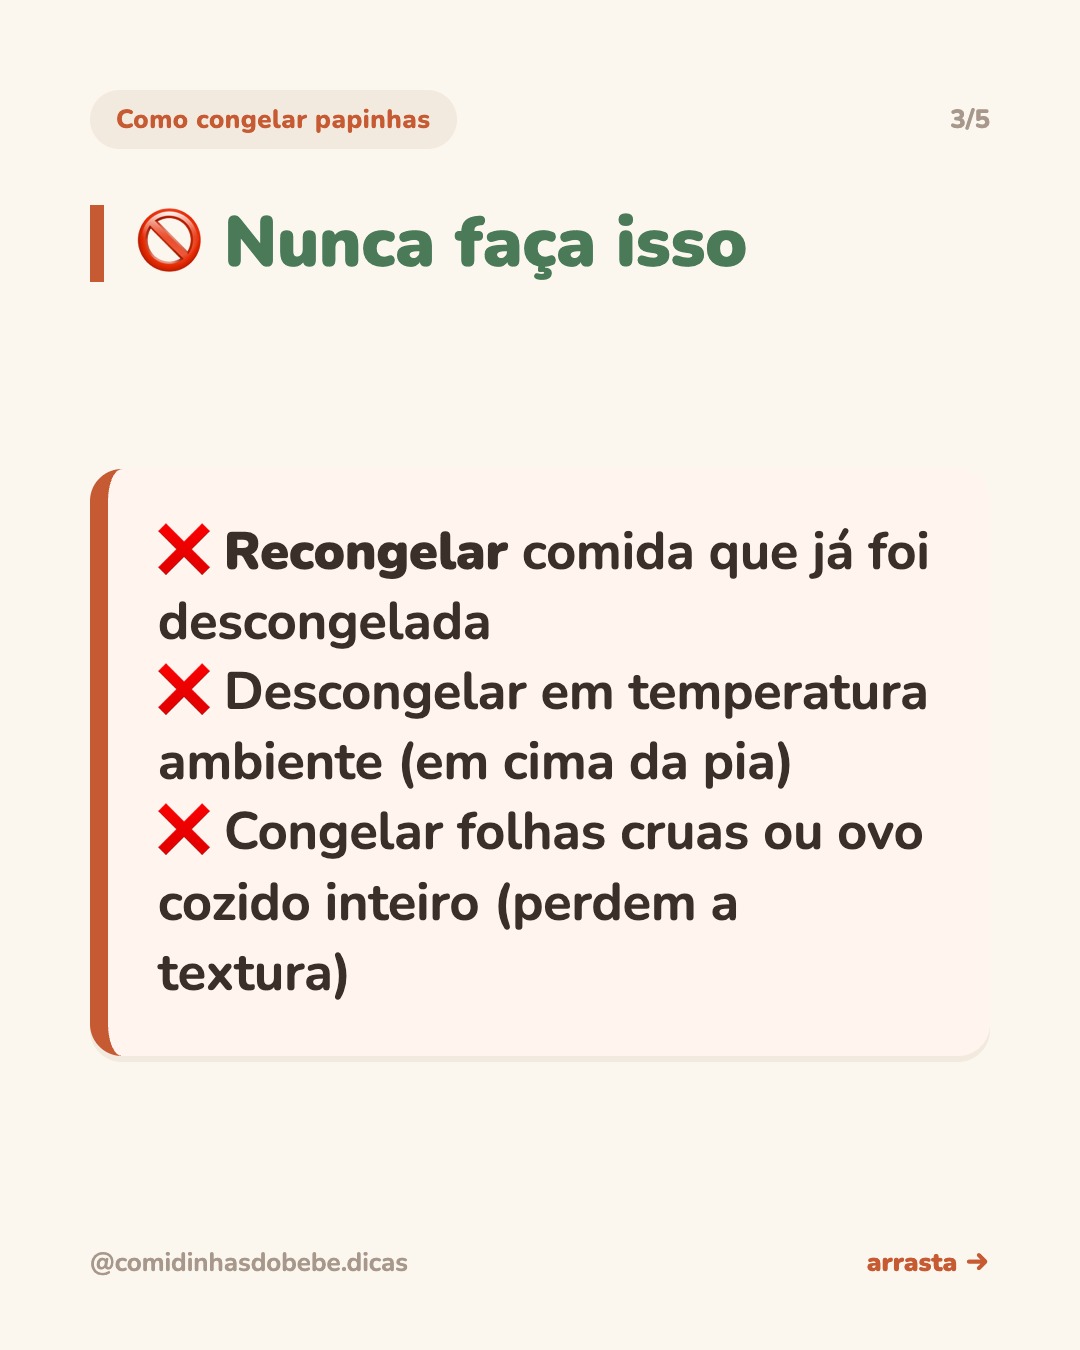 Como congelar papinhas
3/5
🚫 Nunca faça isso
❌ Recongelar comida que já foi
descongelada
❌ Descongelar em temperatura
ambiente (em cima da pia)
❌ Congelar folhas cruas ou ovo
cozido inteiro (perdem a
textura)
@comidinhasdobebe.dicas
arrasta →